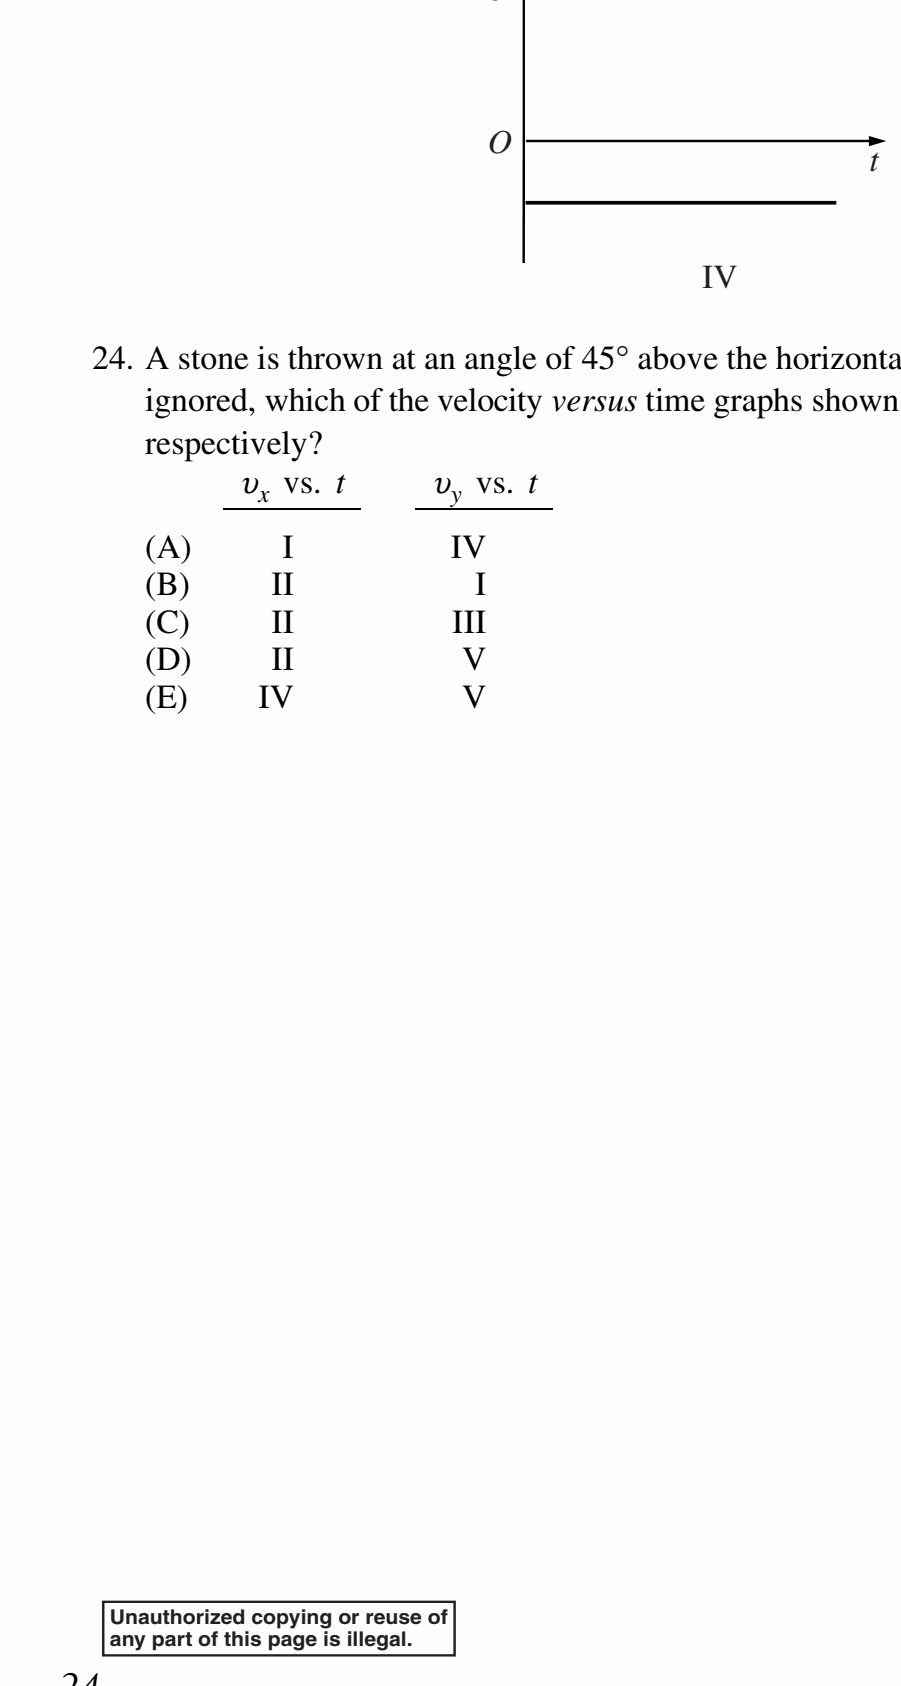 O
t
IV
24. A stone is thrown at an angle of 45° above the horizonta
ignored, which of the velocity versus time graphs shown
respectively?
υx vs. t υy vs. t
(A) I IV
(B) II I
(C) II III
(D) II V
(E) IV V
Unauthorized copying or reuse of
any part of this page is illegal.
24